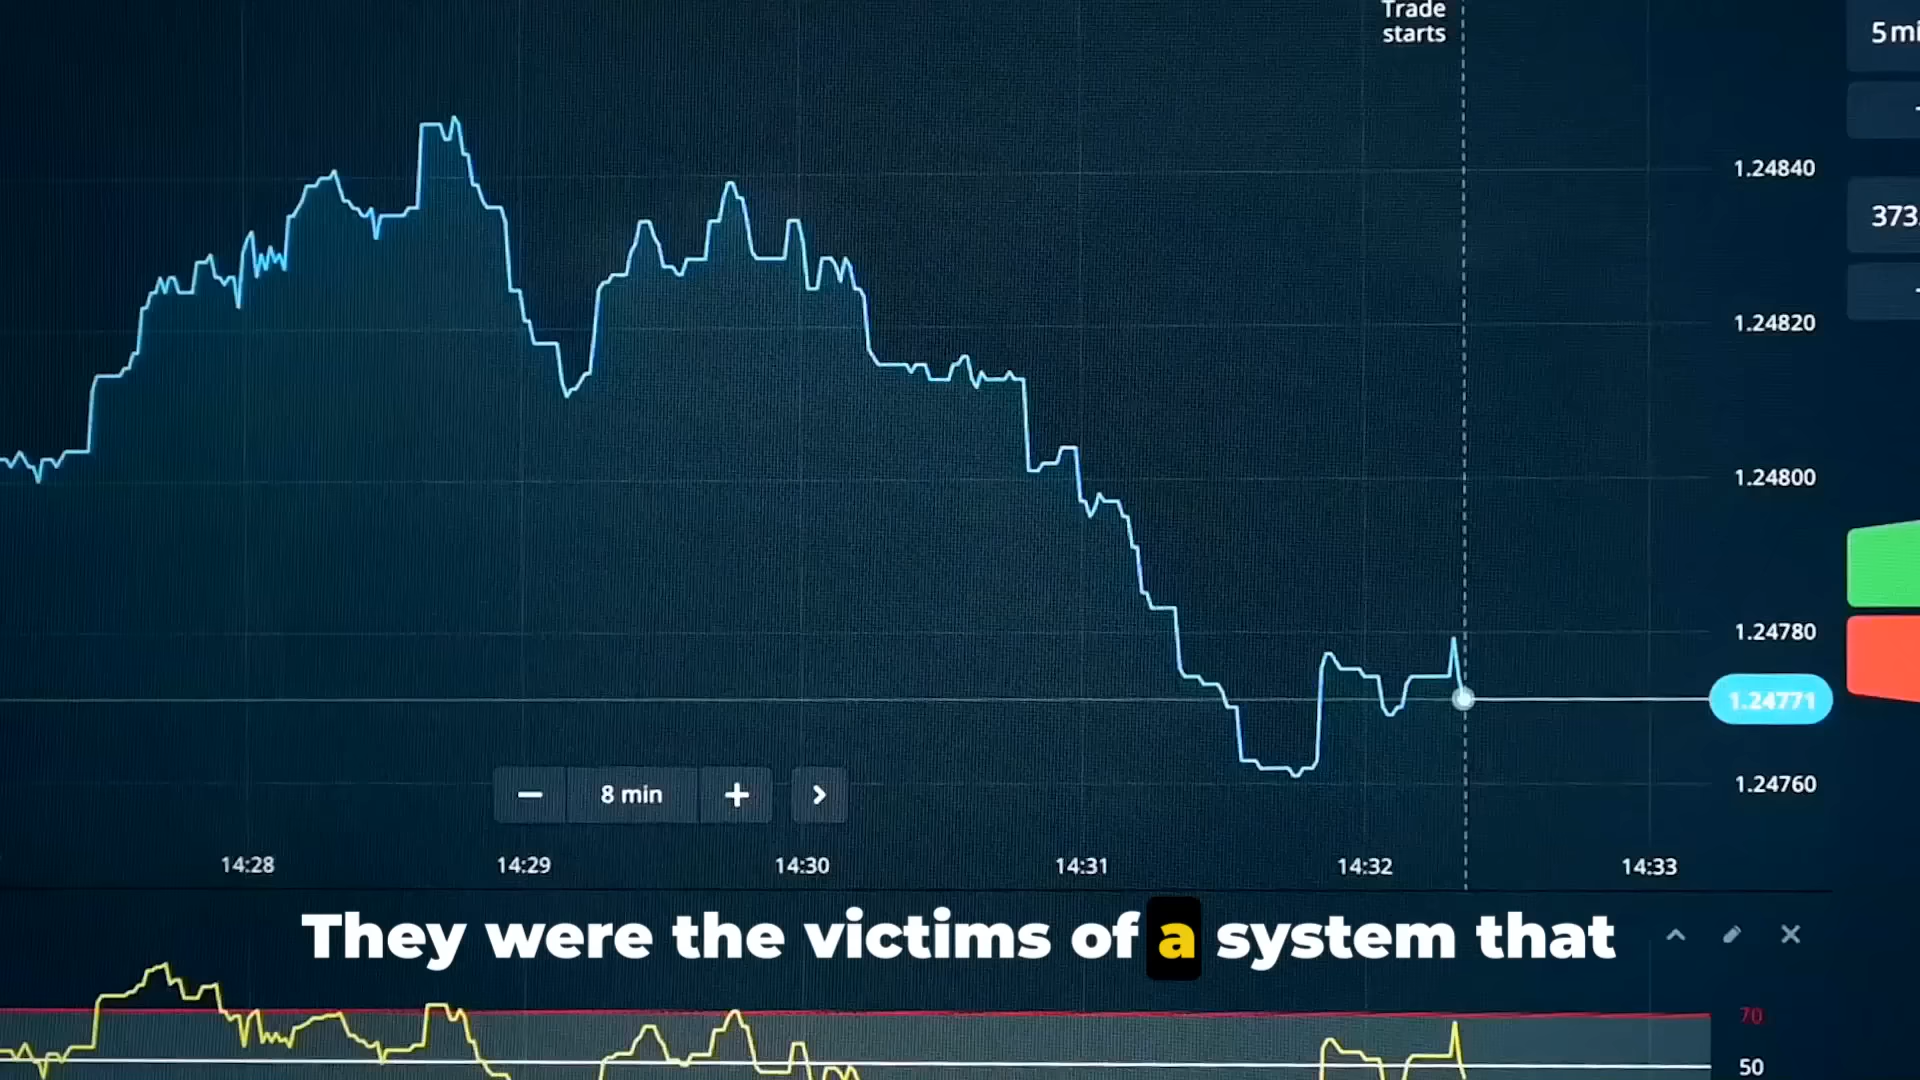 Trade
starts
5 mi
1.24840
373.
1.24820
1.24800
1.24780
1.24771
1.24760
8 min
14:28 14:29 14:30 14:31 14:32 14:33
They were the victims of a system that
70
50